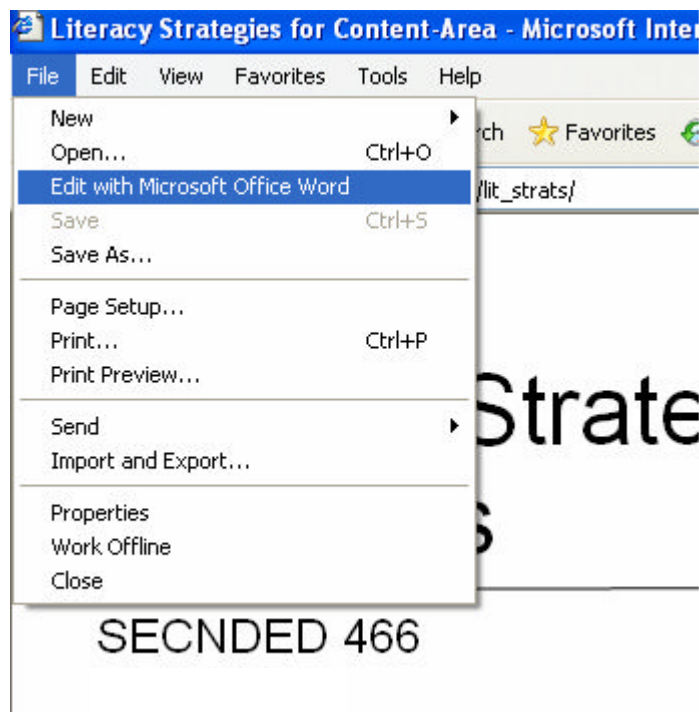 Literacy Strategies for Content-Area - Microsoft Inter
File Edit View Favorites Tools Help
New
rch Favorites
Open... Ctrl+O
Edit with Microsoft Office Word
/lit_strats/
Save Ctrl+S
Save As...
Page Setup...
Print... Ctrl+P
Print Preview...
Strate
Send
Import and Export...
Properties
s
Work Offline
Close
SECNDED 466